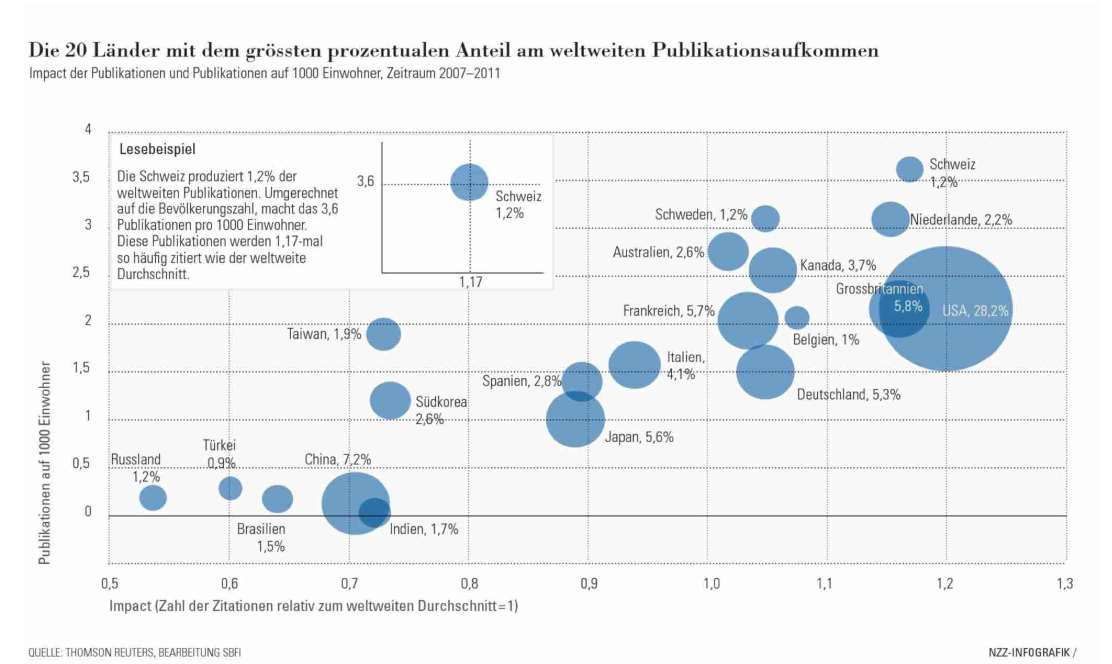 Die 20 Länder mit dem grössten prozentualen Anteil am weltweiten Publikationsaufkommen
Impact der Publikationen und Publikationen auf 1000 Einwohner, Zeitraum 2007–2011
Publikationen auf 1000 Einwohner
4
3,5
3
2,5
2
1,5
1
0,5
0
Lesebeispiel
Die Schweiz produziert 1,2% der
weltweiten Publikationen. Umgerechnet
auf die Bevölkerungszahl, macht das 3,6
Publikationen pro 1000 Einwohner.
Diese Publikationen werden 1,17-mal
so häufig zitiert wie der weltweite
Durchschnitt.
3,6
Schweiz
1,2%
1,17
Schweiz
1,2%
Schweden, 1,2%
Niederlande, 2,2%
Australien, 2,6%
Kanada, 3,7%
Grossbritannien
5,8%
USA, 28,2%
Frankreich, 5,7%
Belgien, 1%
Taiwan, 1,9%
Italien,
4,1%
Spanien, 2,8%
Deutschland, 5,3%
Südkorea
2,6%
Japan, 5,6%
Türkei
0,9%
Russland
1,2%
China, 7,2%
Brasilien
1,5%
Indien, 1,7%
0,5
0,6
0,7
0,8
0,9
1,0
1,1
1,2
1,3
Impact (Zahl der Zitationen relativ zum weltweiten Durchschnitt=1)
QUELLE: THOMSON REUTERS, BEARBEITUNG SBFI
NZZ-INFOGRAFIK /